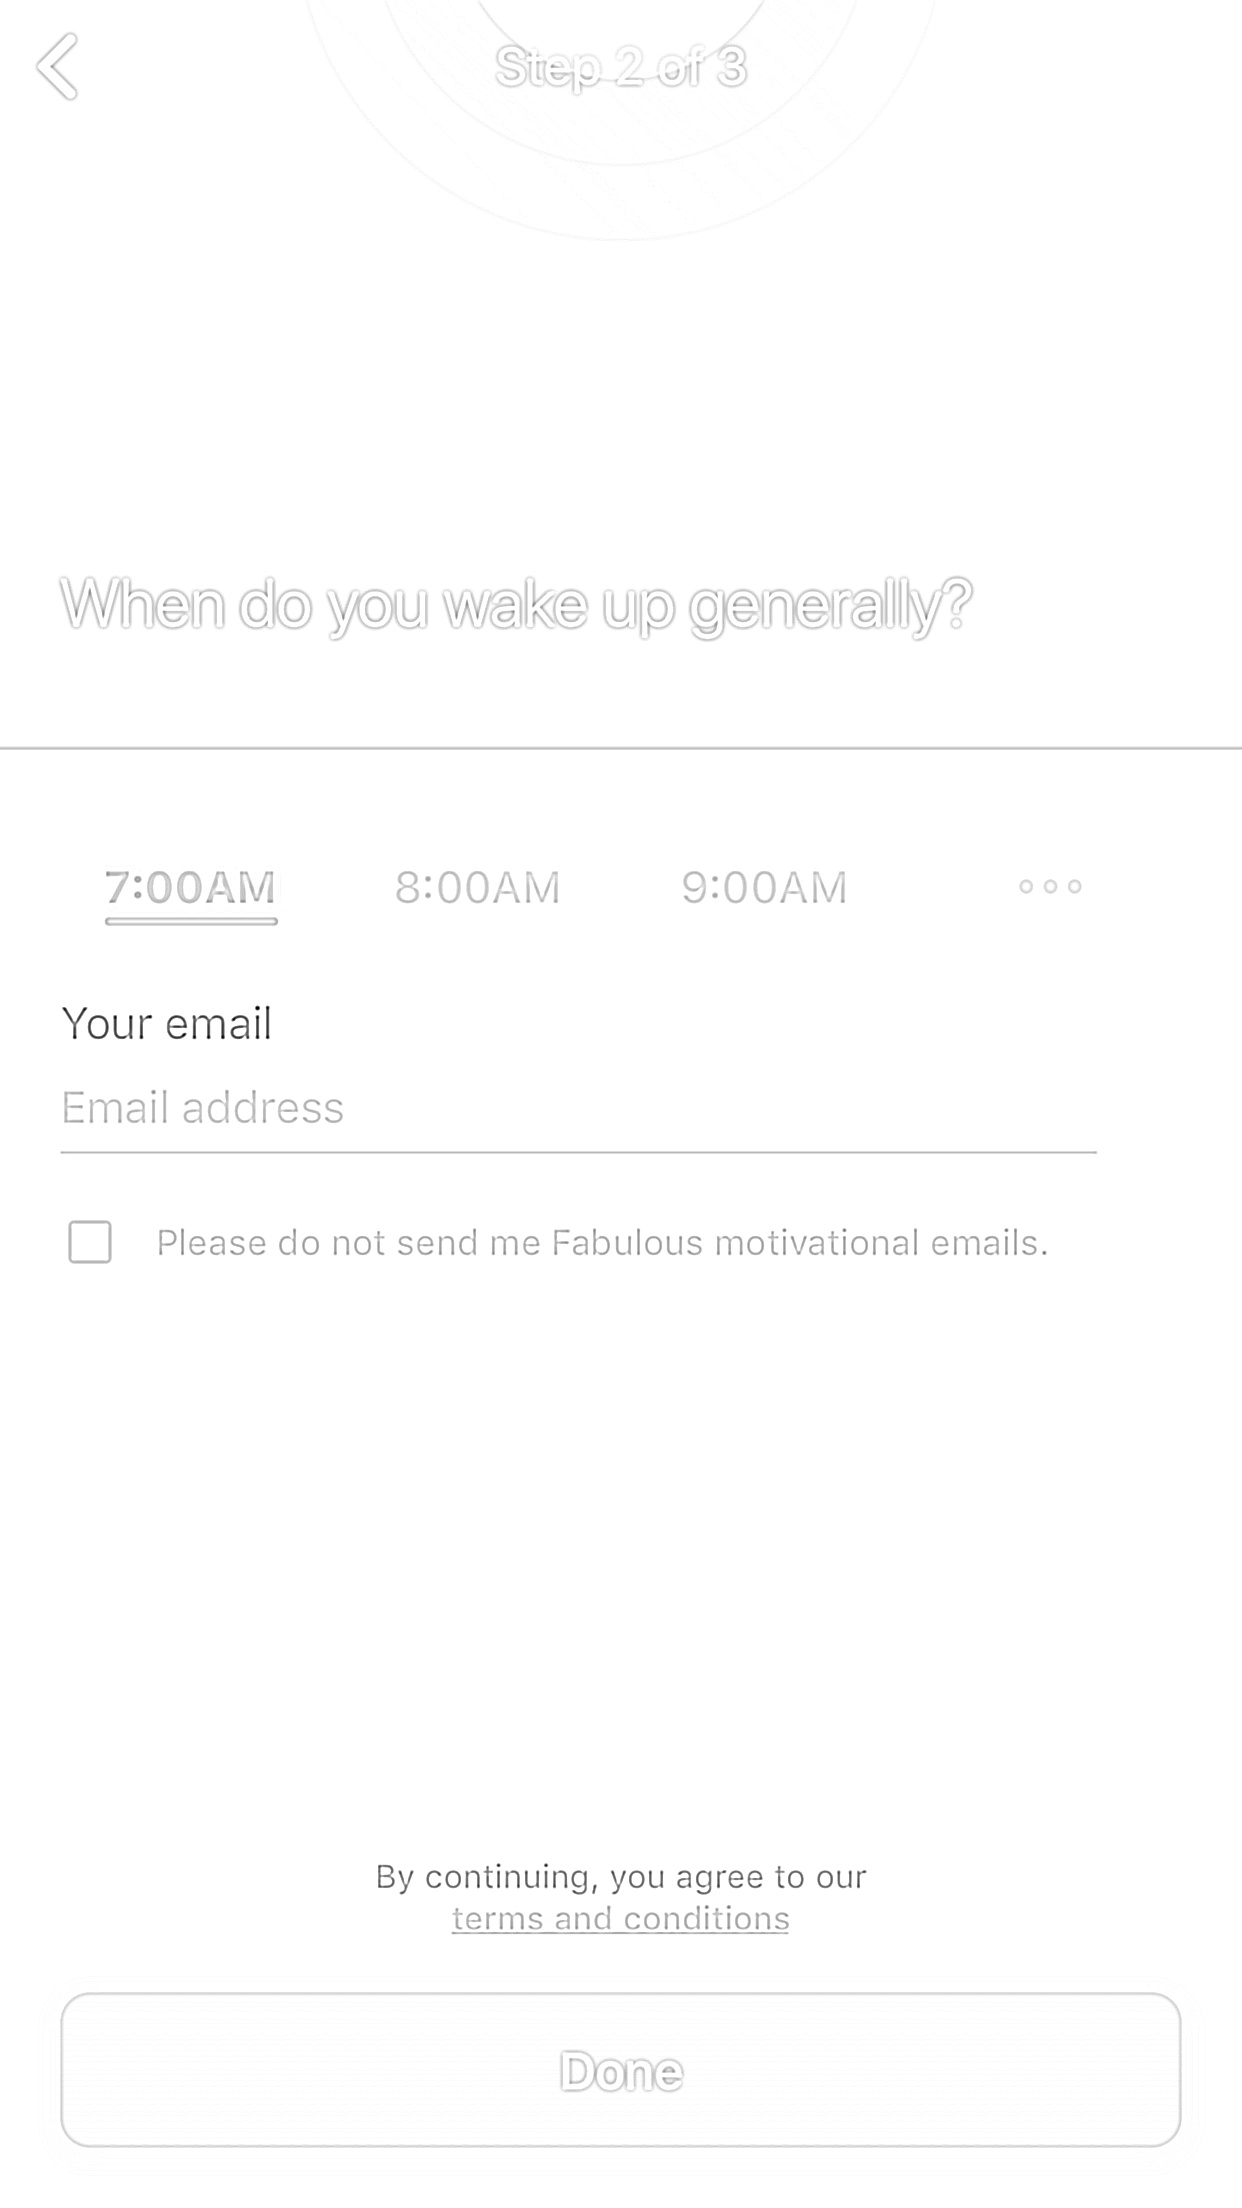 Step 2 of 3
When do you wake up generally?
7:00AM 8:00AM 9:00AM
Your email
Email address
Please do not send me Fabulous motivational emails.
By continuing, you agree to our
terms and conditions
Done